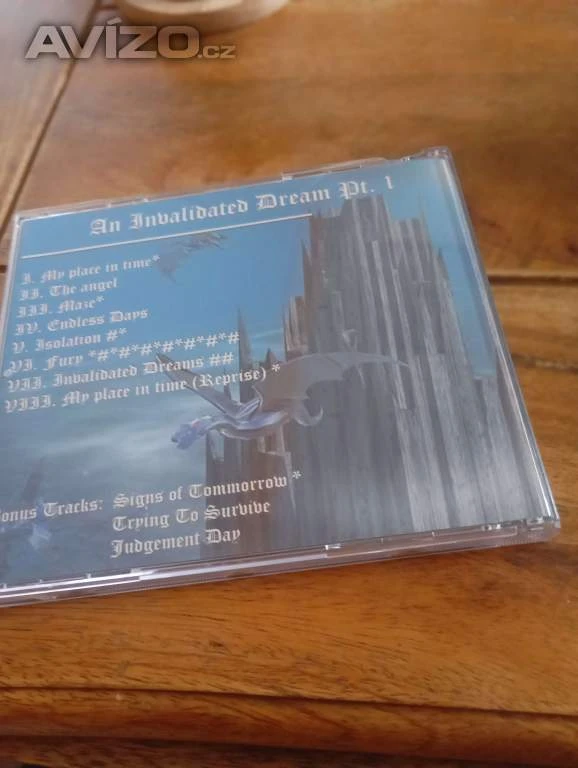 AVÍZO.cz
An Invalidated Dream Pt. 1
I. My place in time*
II. The angel
III. Maze*
IV. Endless Days
V. Isolation #*
VI. Fury *#*#*#*#*#*#*#
VII. Invalidated Dreams ##
VIII. My place in time (Reprise) *
Bonus Tracks: Signs of Tommorrow *
Trying To Survive
Judgement Day